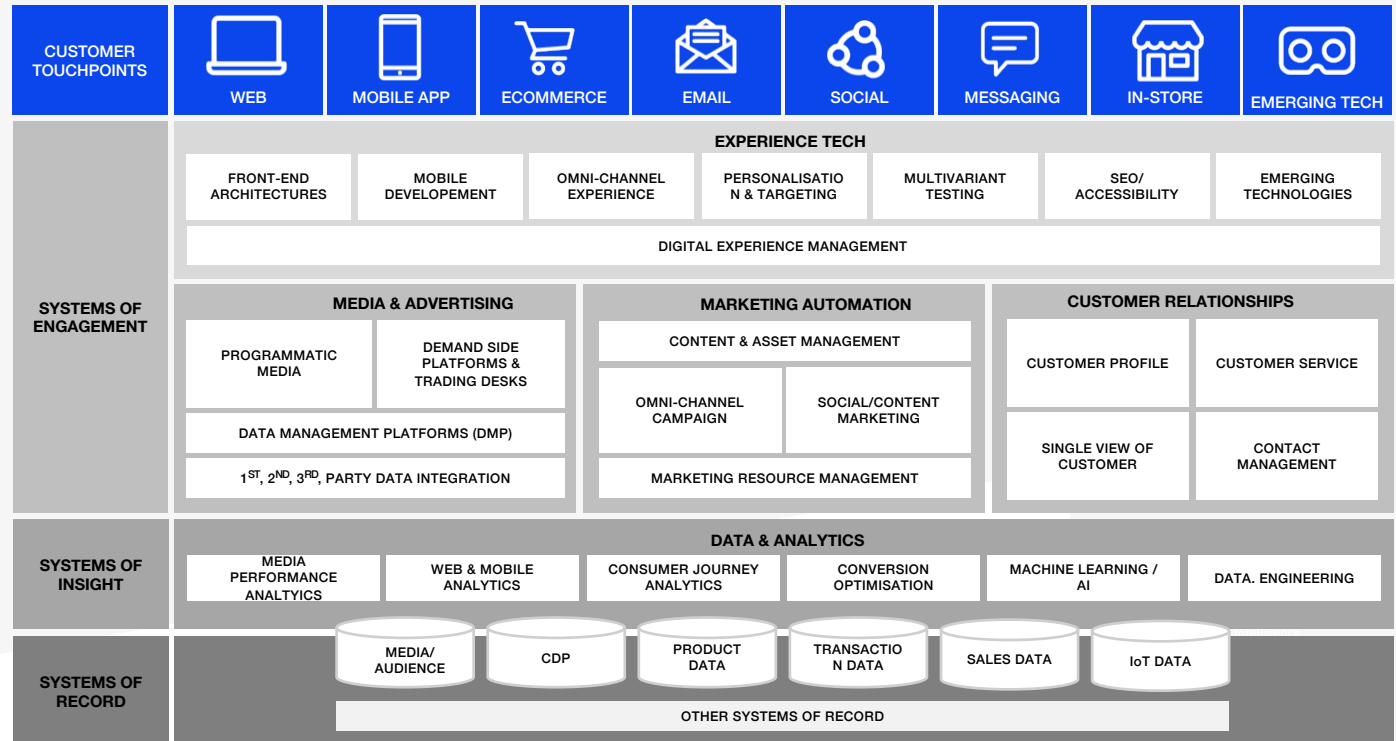 CUSTOMER
TOUCHPOINTS
WEB
MOBILE APP
ECOMMERCE
EMAIL
SOCIAL
MESSAGING
IN-STORE
EMERGING TECH
SYSTEMS OF
ENGAGEMENT
EXPERIENCE TECH
FRONT-END
ARCHITECTURES
MOBILE
DEVELOPEMENT
OMNI-CHANNEL
EXPERIENCE
PERSONALISATIO
N & TARGETING
MULTIVARIANT
TESTING
SEO/
ACCESSIBILITY
EMERGING
TECHNOLOGIES
DIGITAL EXPERIENCE MANAGEMENT
MEDIA & ADVERTISING
PROGRAMMATIC
MEDIA
DEMAND SIDE
PLATFORMS &
TRADING DESKS
DATA MANAGEMENT PLATFORMS (DMP)
1ST, 2ND, 3RD, PARTY DATA INTEGRATION
MARKETING AUTOMATION
CONTENT & ASSET MANAGEMENT
OMNI-CHANNEL
CAMPAIGN
SOCIAL/CONTENT
MARKETING
MARKETING RESOURCE MANAGEMENT
CUSTOMER RELATIONSHIPS
CUSTOMER PROFILE
CUSTOMER SERVICE
SINGLE VIEW OF
CUSTOMER
CONTACT
MANAGEMENT
SYSTEMS OF
INSIGHT
DATA & ANALYTICS
MEDIA
PERFORMANCE
ANALTYICS
WEB & MOBILE
ANALYTICS
CONSUMER JOURNEY
ANALYTICS
CONVERSION
OPTIMISATION
MACHINE LEARNING /
AI
DATA. ENGINEERING
SYSTEMS OF
RECORD
MEDIA/
AUDIENCE
CDP
PRODUCT
DATA
TRANSACTIO
N DATA
SALES DATA
IoT DATA
OTHER SYSTEMS OF RECORD